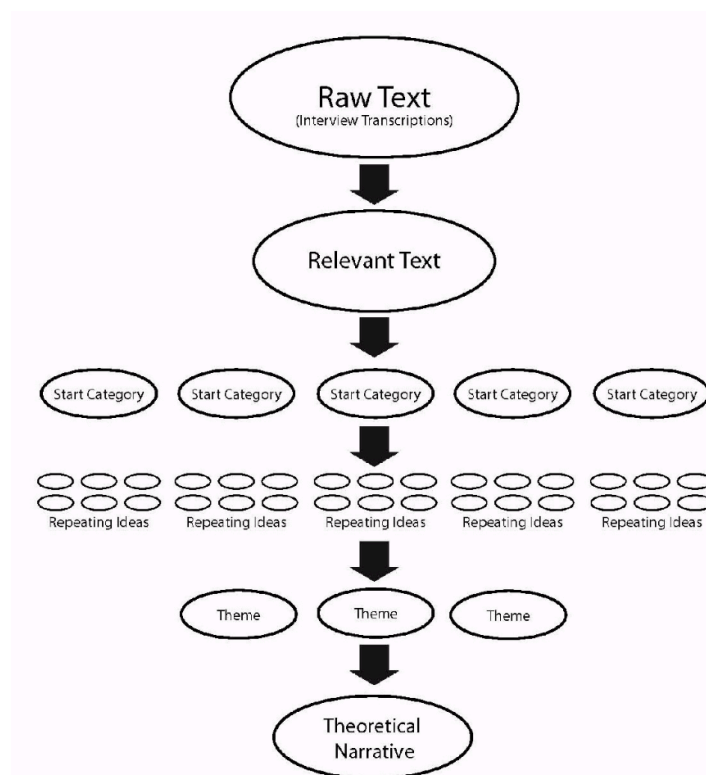 Raw Text
(Interview Transcriptions)
Relevant Text
Start Category
Start Category
Start Category
Start Category
Start Category
Repeating Ideas
Repeating Ideas
Repeating Ideas
Repeating Ideas
Repeating Ideas
Theme
Theme
Theme
Theoretical
Narrative